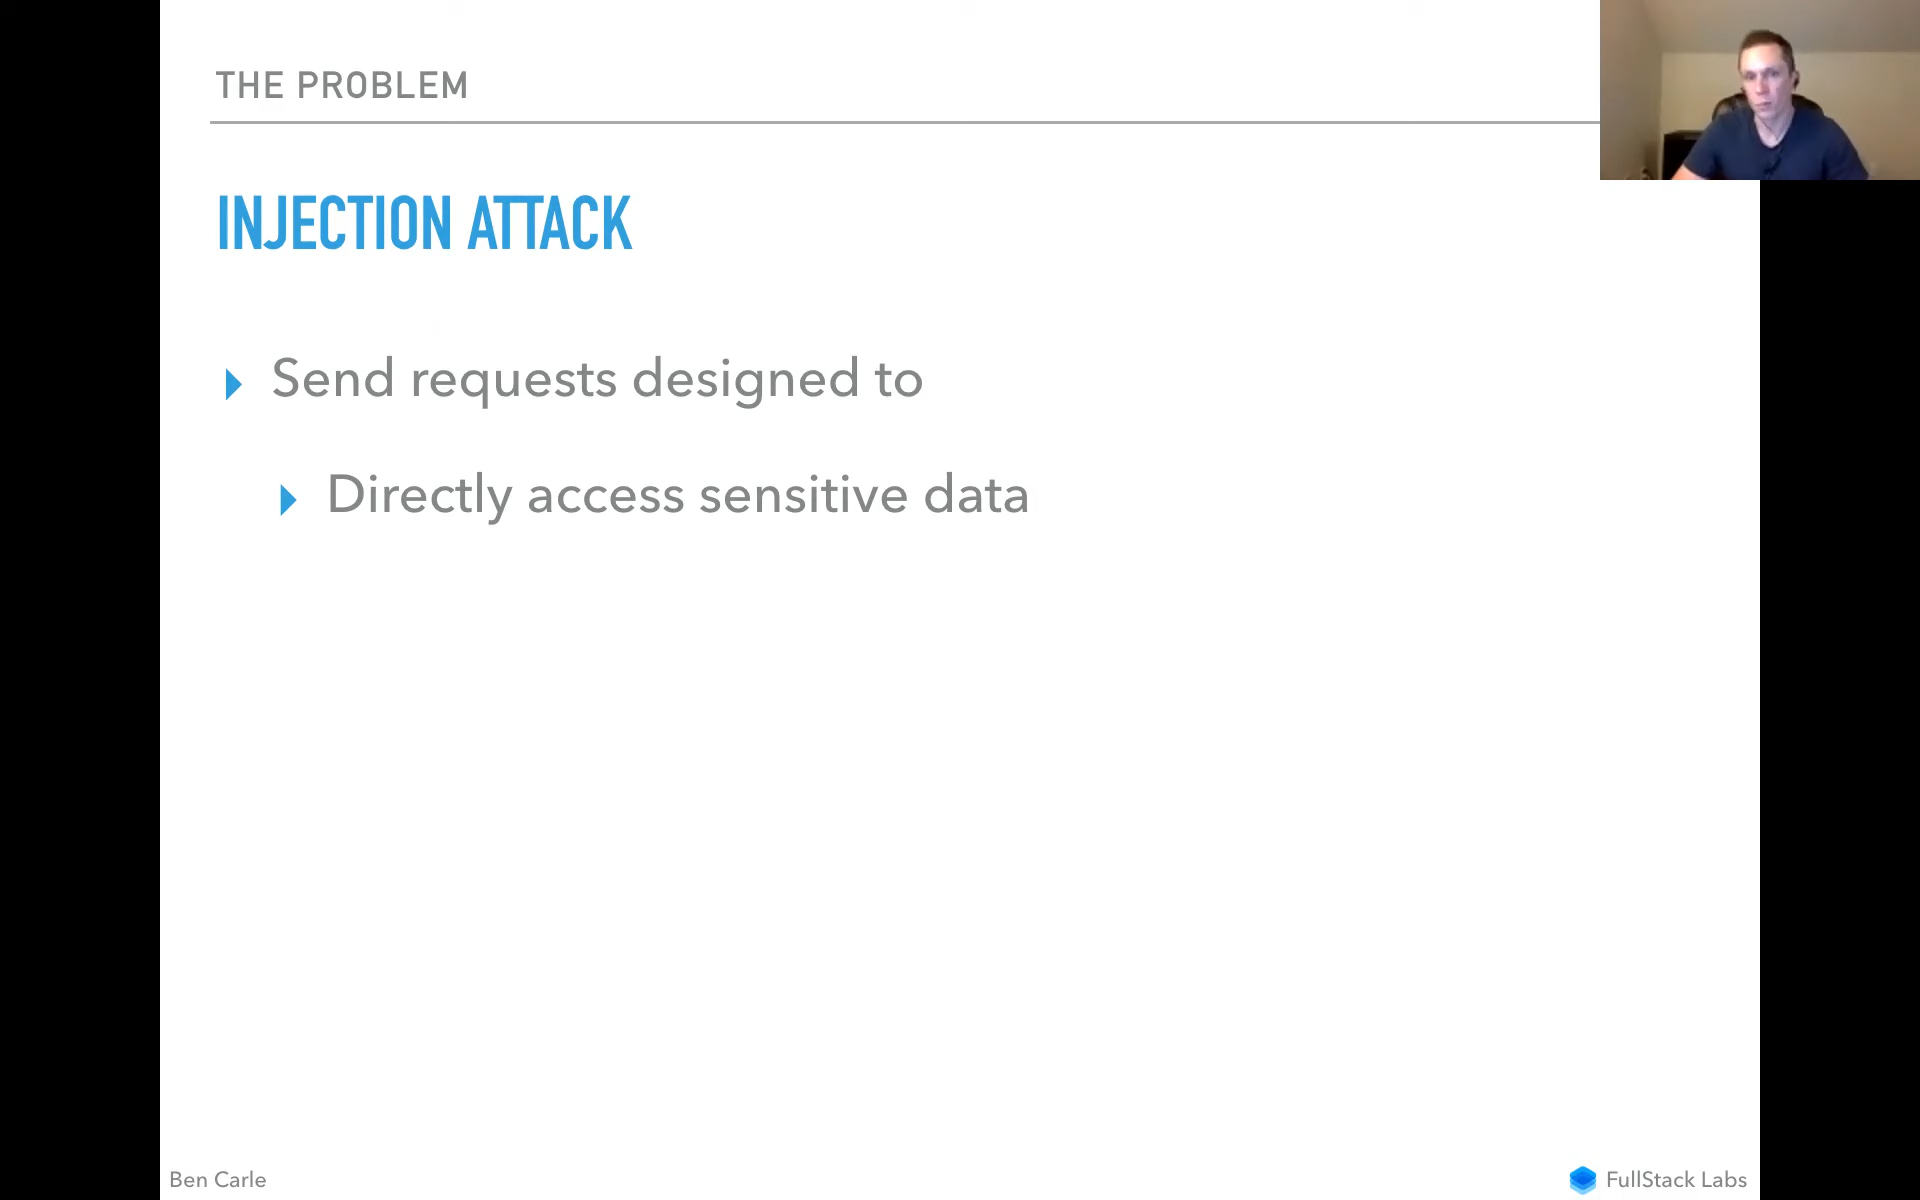 THE PROBLEM
INJECTION ATTACK
Send requests designed to
Directly access sensitive data
Ben Carle
FullStack Labs